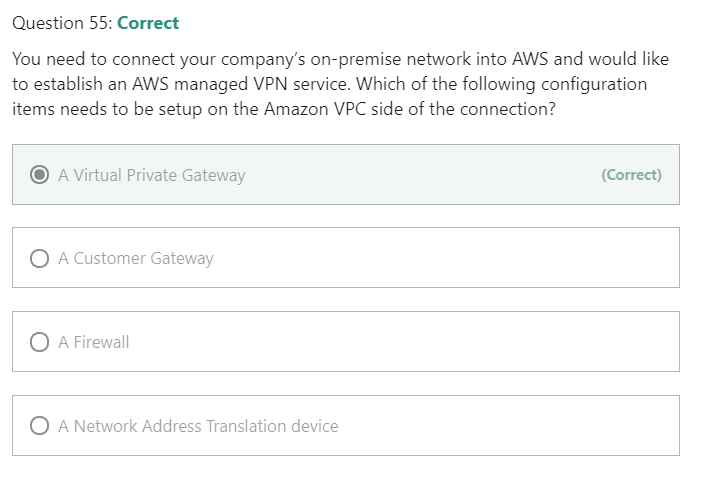 Question 55: Correct
You need to connect your company's on-premise network into AWS and would like
to establish an AWS managed VPN service. Which of the following configuration
items needs to be setup on the Amazon VPC side of the connection?
A Virtual Private Gateway (Correct)
A Customer Gateway
A Firewall
A Network Address Translation device